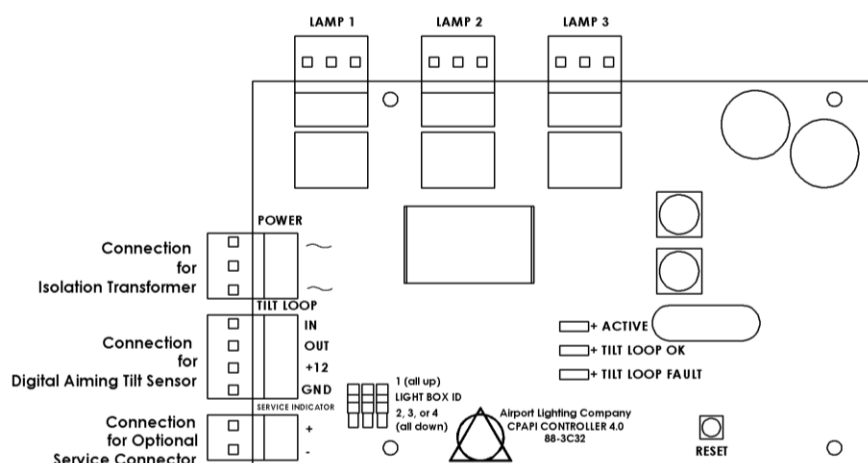 LAMP 1
LAMP 2
LAMP 3
POWER
Connection
for
Isolation Transformer
TILT LOOP
IN
OUT
+12
GND
Connection
for
Digital Aiming Tilt Sensor
SERVICE INDICATOR
+
-
Connection
for Optional
Service Connector
1 (all up)
LIGHT BOX ID
2, 3, or 4
(all down)
+ ACTIVE
+ TILT LOOP OK
+ TILT LOOP FAULT
Airport Lighting Company
CPAPI CONTROLLER 4.0
88-3C32
RESET